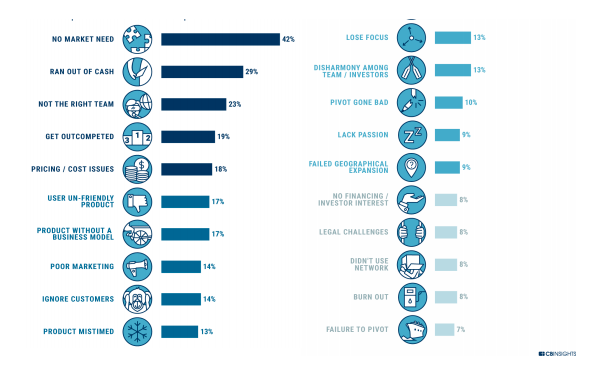 NO MARKET NEED
42%
RAN OUT OF CASH
29%
NOT THE RIGHT TEAM
23%
GET OUTCOMPETED
3 1 2
19%
PRICING / COST ISSUES
$
18%
USER UN-FRIENDLY
PRODUCT
17%
PRODUCT WITHOUT A
BUSINESS MODEL
17%
POOR MARKETING
14%
IGNORE CUSTOMERS
14%
PRODUCT MISTIMED
13%
LOSE FOCUS
13%
DISHARMONY AMONG
TEAM / INVESTORS
13%
PIVOT GONE BAD
10%
LACK PASSION
ZZZ
9%
FAILED GEOGRAPHICAL
EXPANSION
9%
NO FINANCING /
INVESTOR INTEREST
8%
LEGAL CHALLENGES
8%
DIDN'T USE
NETWORK
8%
BURN OUT
8%
FAILURE TO PIVOT
7%
CBINSIGHTS